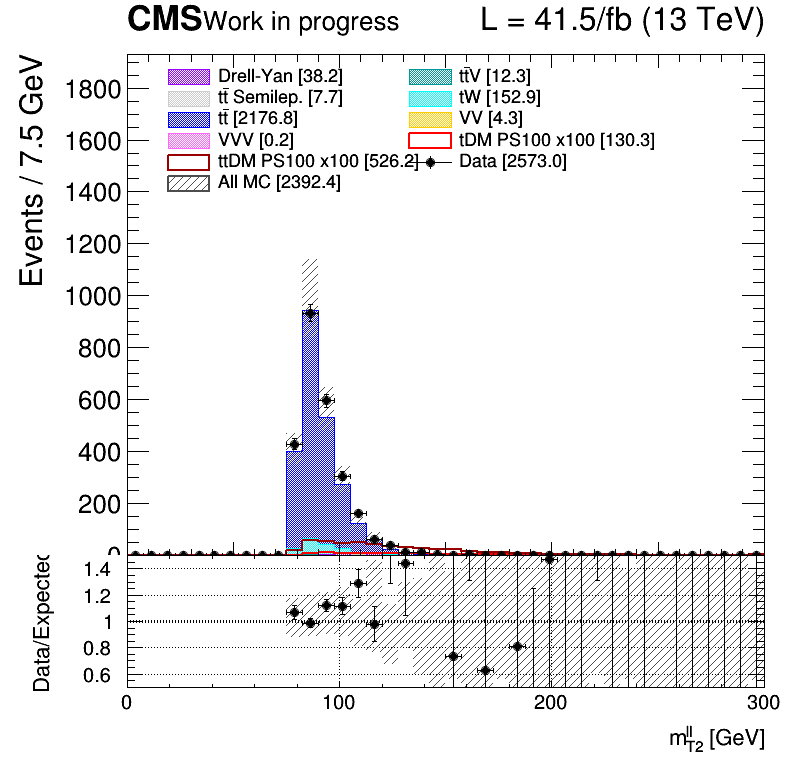 CMS Work in progress L = 41.5/fb (13 TeV)
Events / 7.5 GeV
1800
1600
1400
1200
1000
800
600
400
200
0
Drell-Yan [38.2]
tt̄V [12.3]
tt̄ Semilep. [7.7]
tW [152.9]
tt̄ [2176.8]
VV [4.3]
VVV [0.2]
tDM PS100 x100 [130.3]
ttDM PS100 x100 [526.2]
Data [2573.0]
All MC [2392.4]
Data/Expected
1.4
1.2
1
0.8
0.6
0 100 200 300
m_T2^ll [GeV]